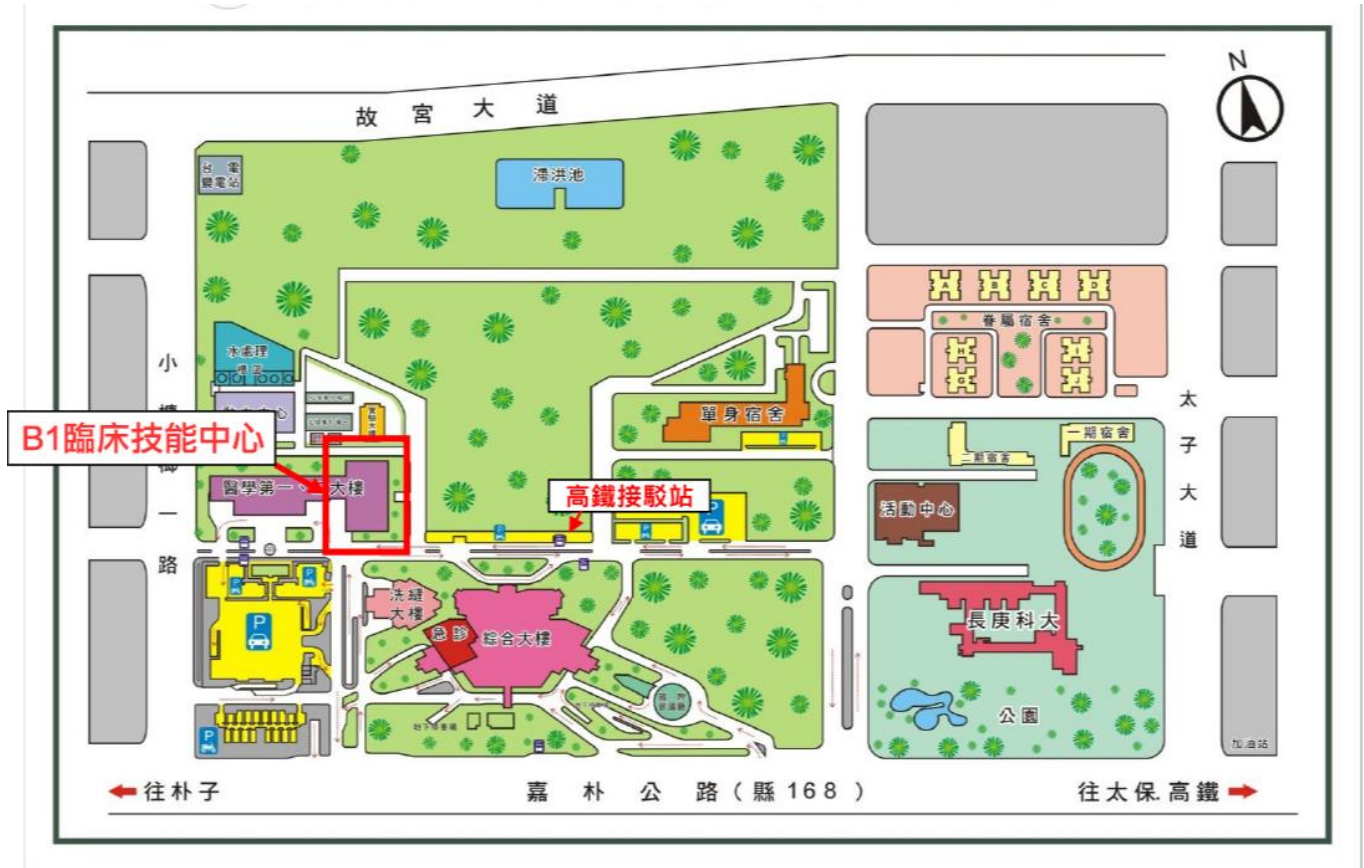 N
故宮大道
台電
變電站
滯洪池
A
眷屬宿舍
水處理
小
單身宿舍
太子大道
B1臨床技能中心
一期宿舍
二期宿舍
醫學第一、
大樓
高鐵接駁站
P
活動中心
一
路
洗縫
大樓
P
P
P
急診
綜合大樓
長庚科大
公園
P
加油站
往朴子
嘉朴公路(縣168)
往太保.高鐵